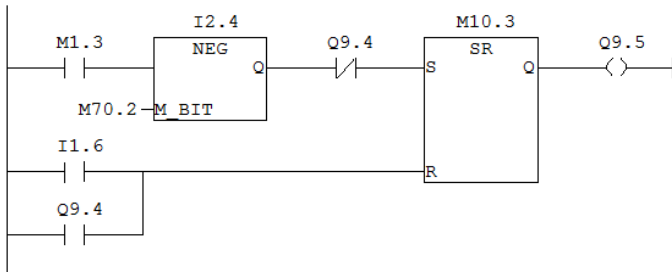 I2.4 M10.3
M1.3 NEG Q9.4 SR Q9.5
Q S Q
M70.2 M_BIT
I1.6
R
Q9.4